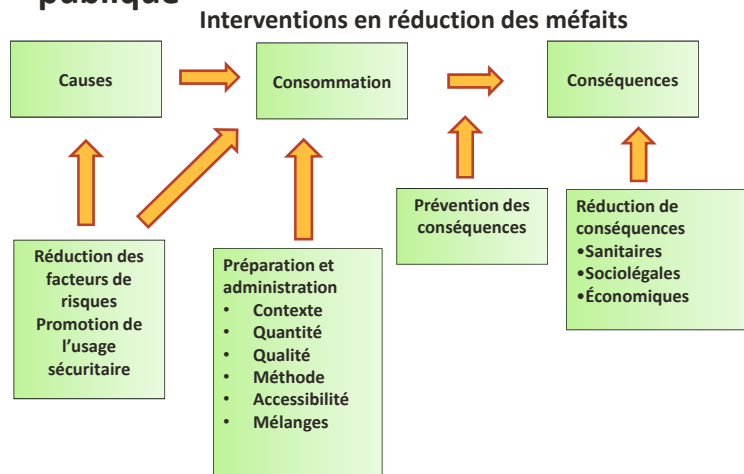 publique
Interventions en réduction des méfaits
Causes
Consommation
Conséquences
Réduction des
facteurs de
risques
Promotion de
l'usage
sécuritaire
Préparation et
administration
• Contexte
• Quantité
• Qualité
• Méthode
• Accessibilité
• Mélanges
Prévention des
conséquences
Réduction de
conséquences
•Sanitaires
•Sociolégales
•Économiques